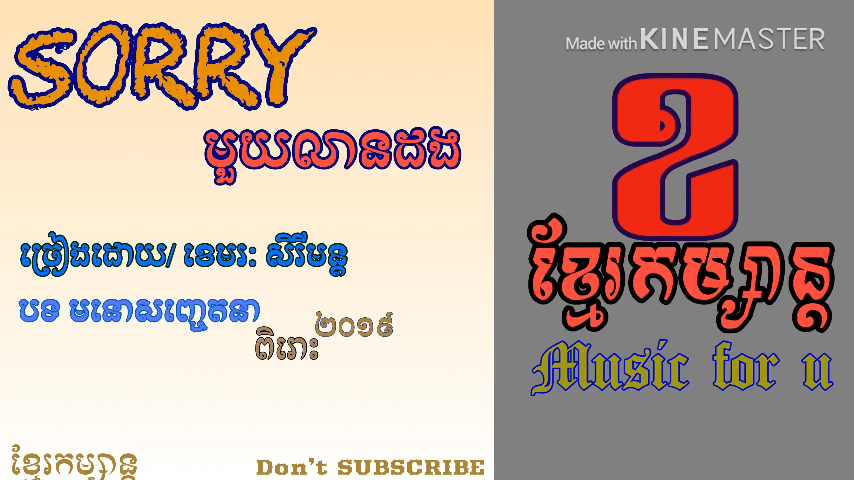 SORRY
មួយលានដង
ច្រៀងដោយ/ ខេមរៈ សិរីមន្ត
បទ មនោសញ្ចេតនា
ពិរោះ ២០១៩
ខ្មែរកម្សាន្ត
Don't SUBSCRIBE
Made with KINEMASTER
ខ
ខ្មែរកម្សាន្ត
Music for u